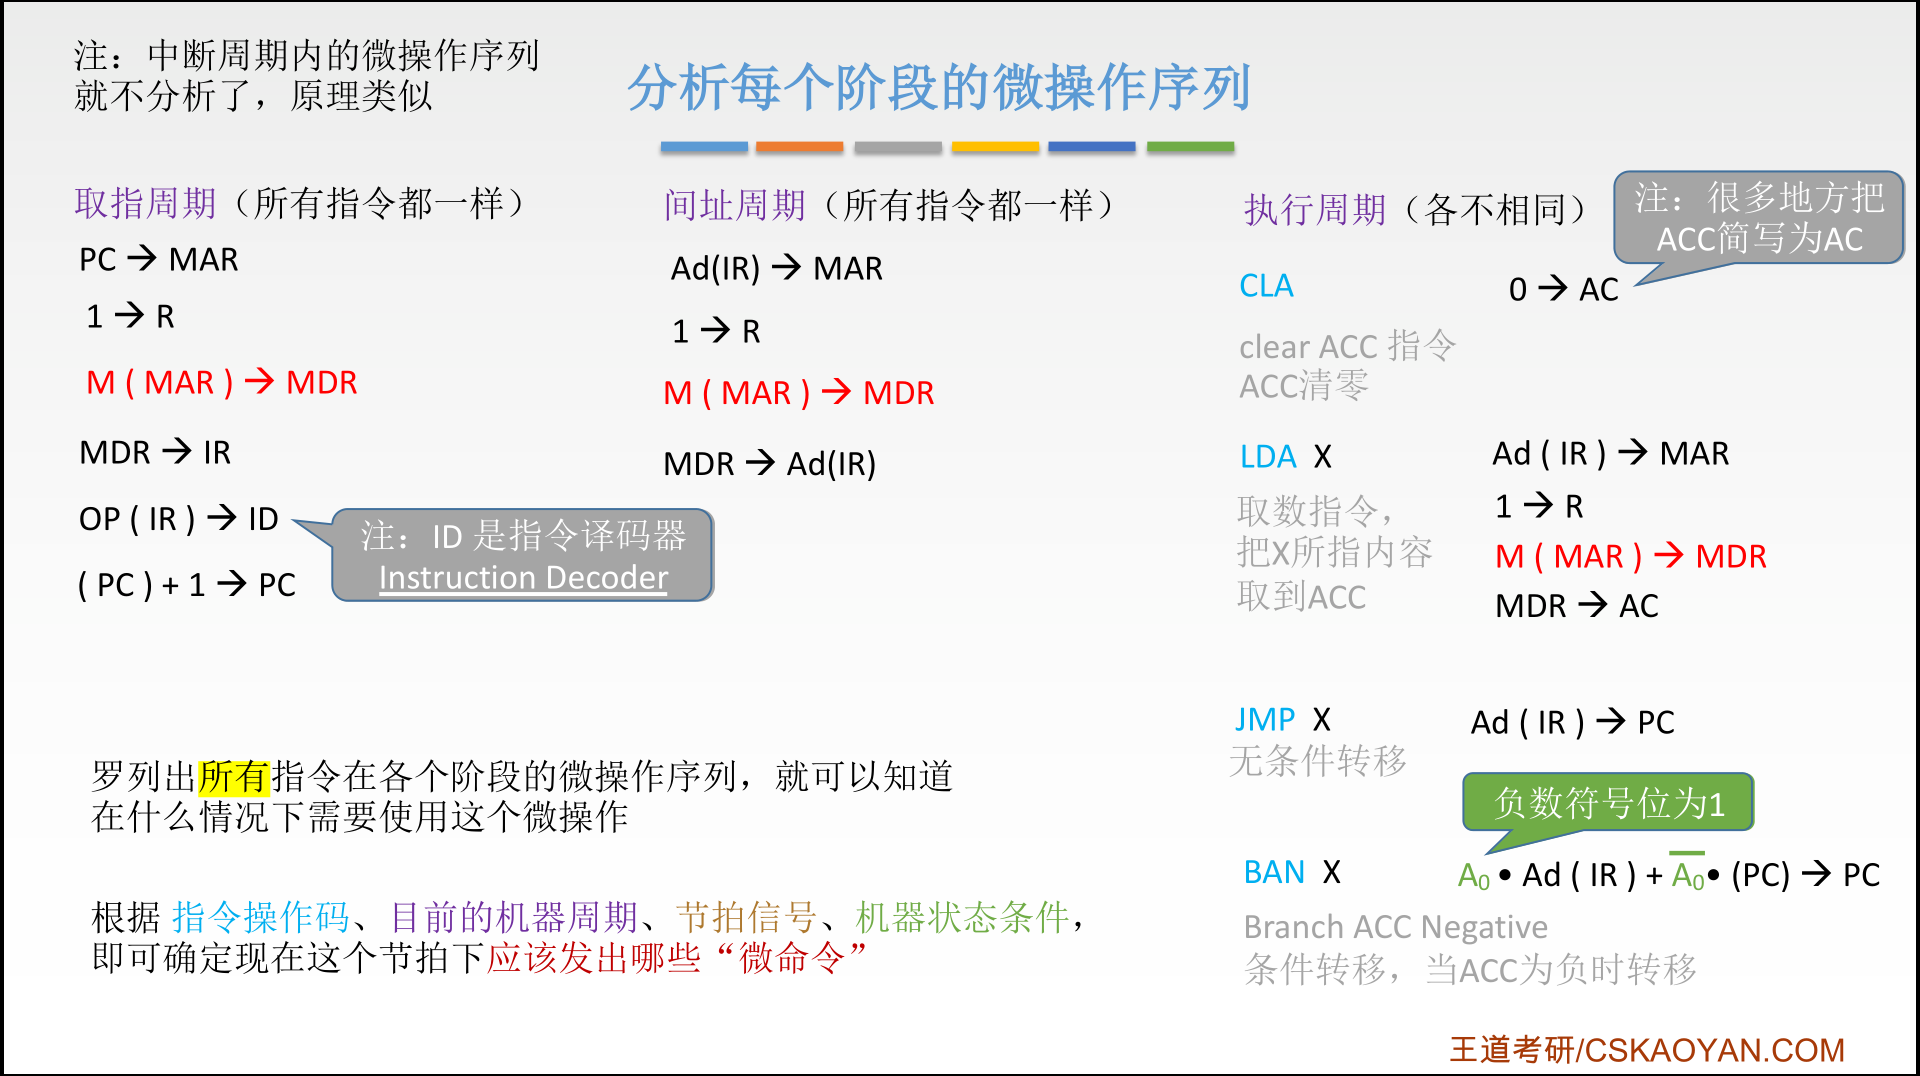 注：中断周期内的微操作序列
就不分析了，原理类似
分析每个阶段的微操作序列
取指周期（所有指令都一样）
PC → MAR
1 → R
M ( MAR ) → MDR
MDR → IR
OP ( IR ) → ID
( PC ) + 1 → PC
注：ID 是指令译码器
Instruction Decoder
间址周期（所有指令都一样）
Ad(IR) → MAR
1 → R
M ( MAR ) → MDR
MDR → Ad(IR)
执行周期（各不相同）
注：很多地方把
ACC简写为AC
CLA
0 → AC
clear ACC 指令
ACC清零
LDA X
取数指令，
把X所指内容
取到ACC
Ad ( IR ) → MAR
1 → R
M ( MAR ) → MDR
MDR → AC
JMP X
Ad ( IR ) → PC
无条件转移
负数符号位为1
BAN X
A₀ • Ad ( IR ) + A̅₀• (PC) → PC
Branch ACC Negative
条件转移，当ACC为负时转移
罗列出所有指令在各个阶段的微操作序列，就可以知道
在什么情况下需要使用这个微操作
根据 指令操作码、目前的机器周期、节拍信号、机器状态条件，
即可确定现在这个节拍下应该发出哪些“微命令”
王道考研/CSKAOYAN.COM